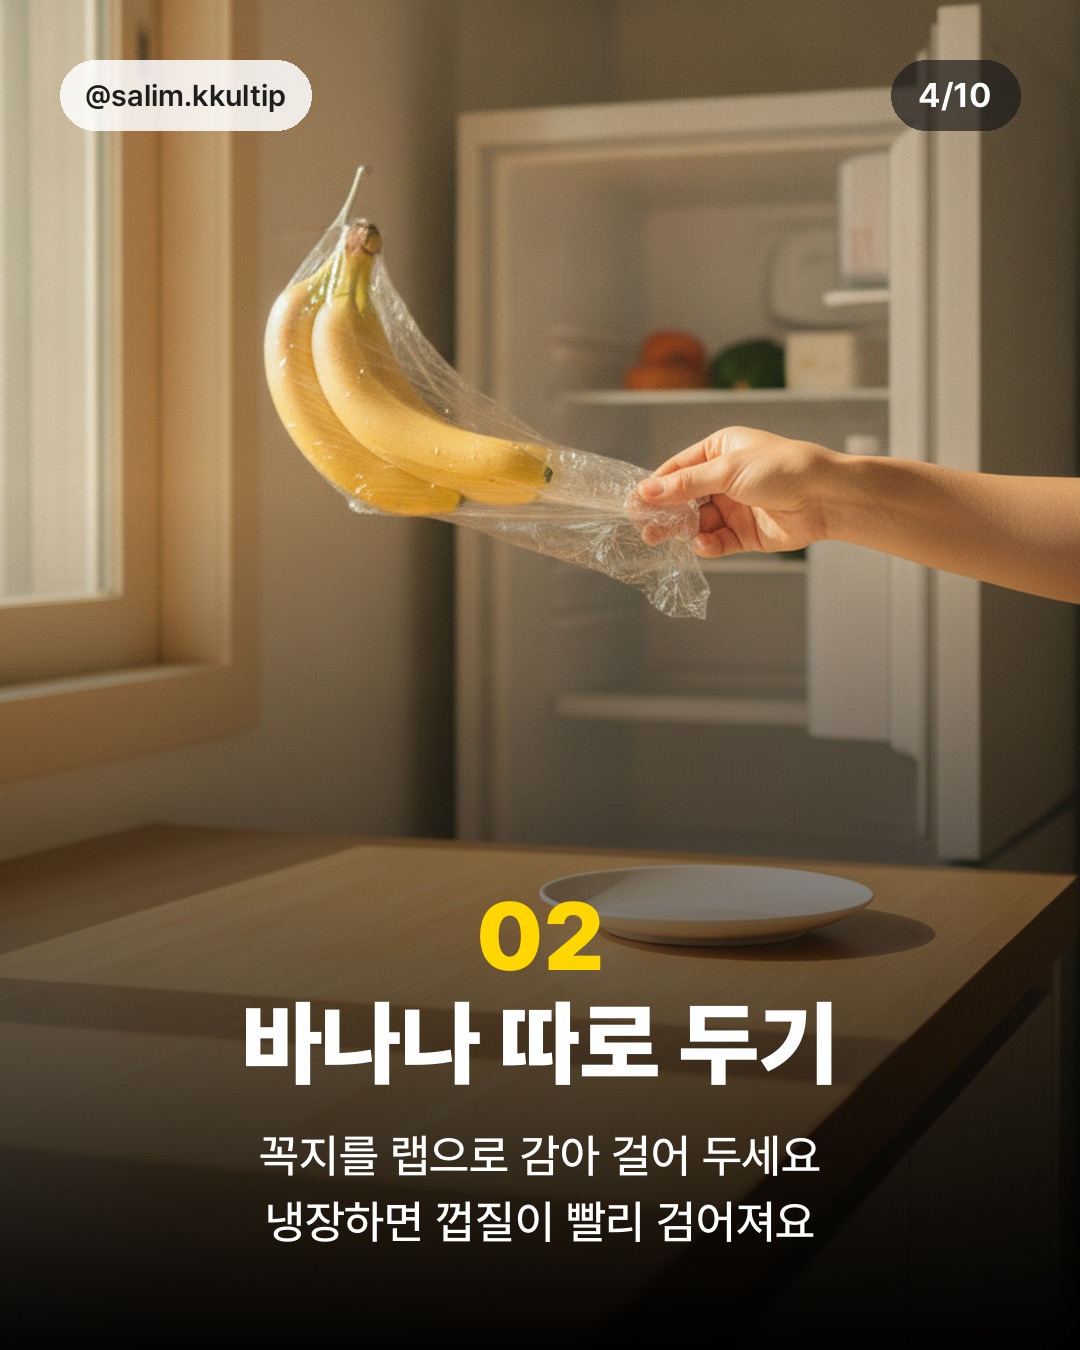 @salim.kkultip
4/10
02
바나나 따로 두기
꼭지를 랩으로 감아 걸어 두세요
냉장하면 껍질이 빨리 검어져요